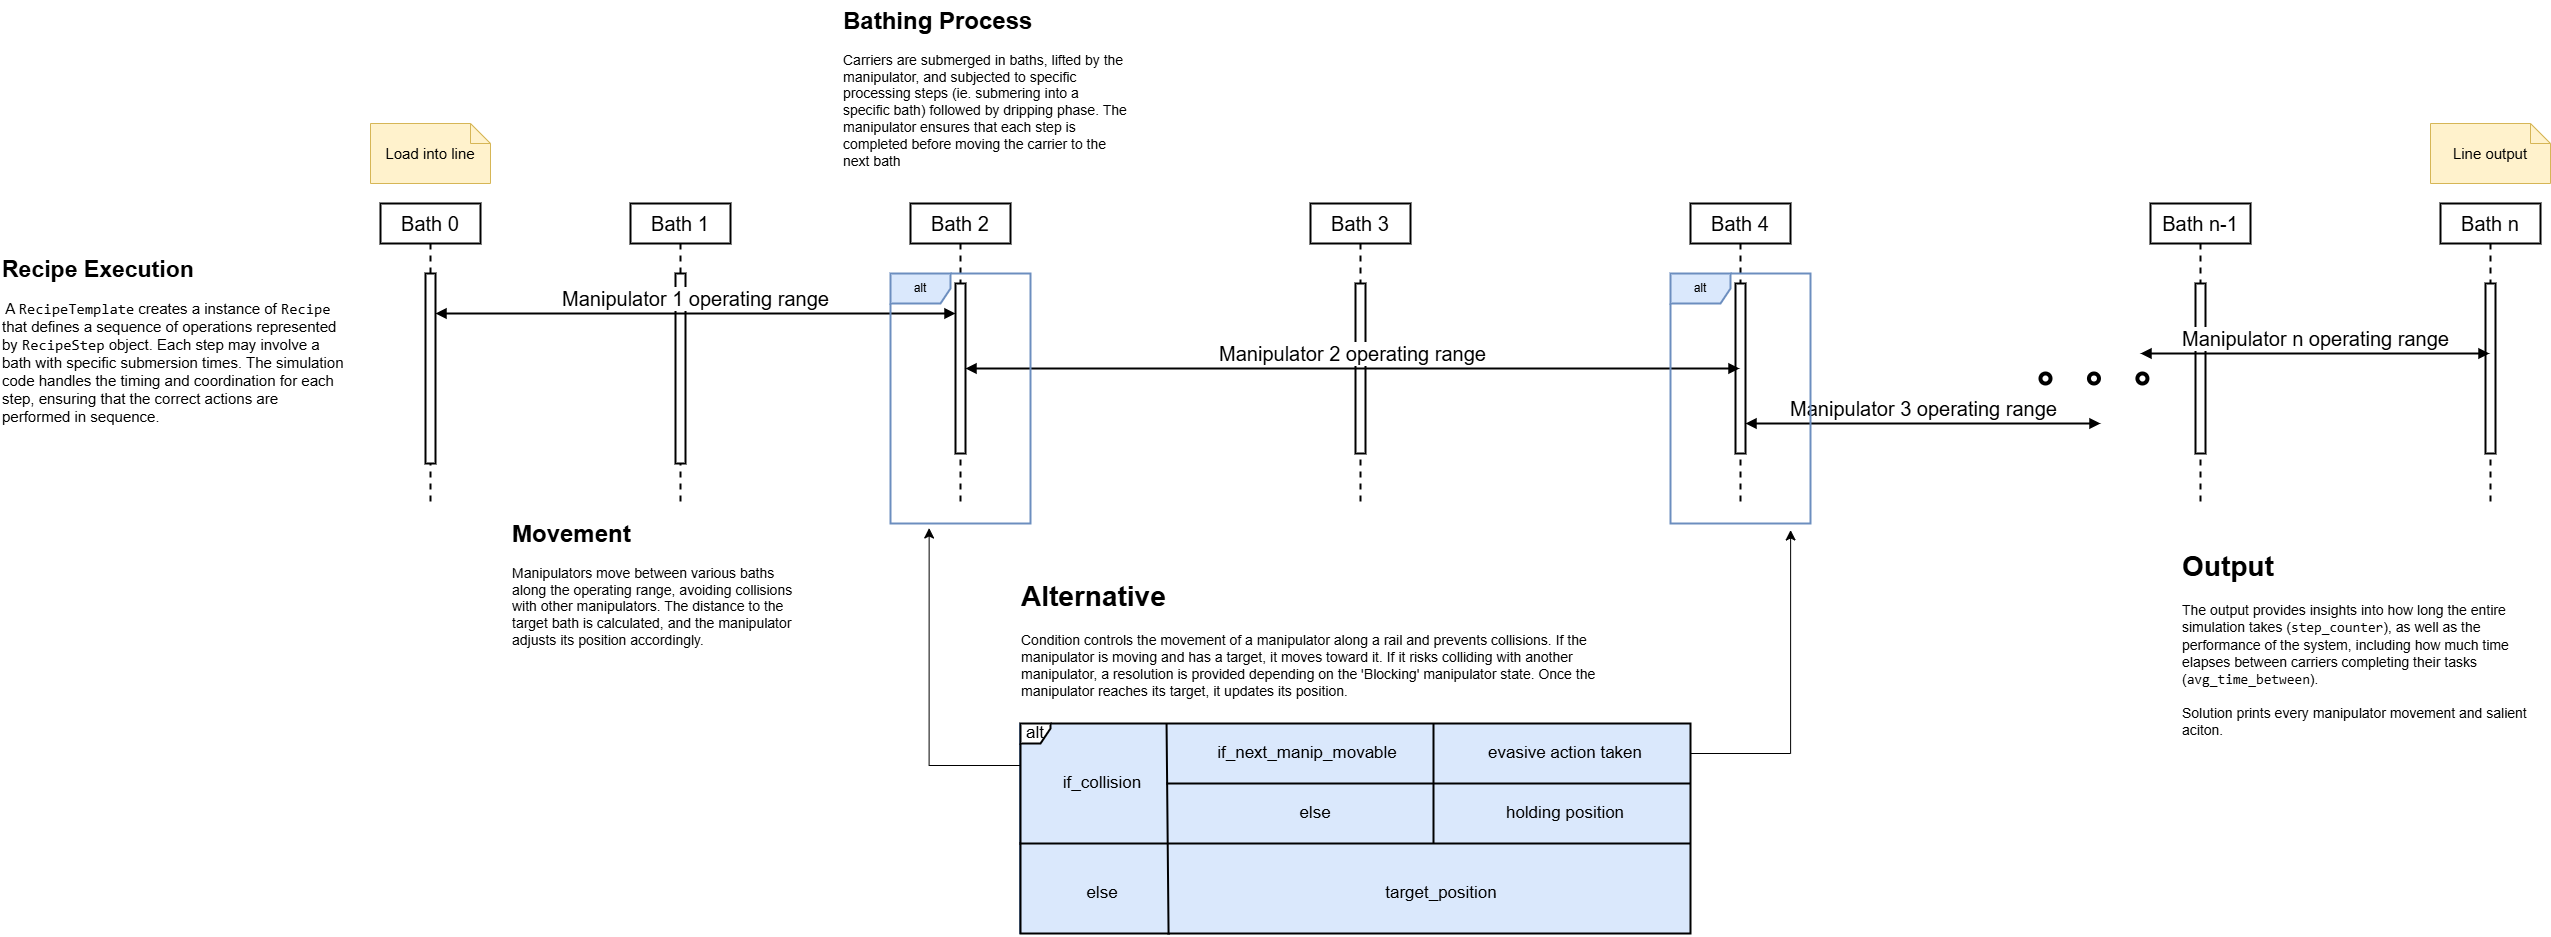 Bathing Process
Carriers are submerged in baths, lifted by the
manipulator, and subjected to specific
processing steps (ie. submering into a
specific bath) followed by dripping phase. The
manipulator ensures that each step is
completed before moving the carrier to the
next bath
Load into line
Line output
Bath 0
Bath 1
Bath 2
Bath 3
Bath 4
Bath n-1
Bath n
Recipe Execution
A RecipeTemplate creates a instance of Recipe
that defines a sequence of operations represented
by RecipeStep object. Each step may involve a
bath with specific submersion times. The simulation
code handles the timing and coordination for each
step, ensuring that the correct actions are
performed in sequence.
alt
alt
Manipulator 1 operating range
Manipulator 2 operating range
Manipulator n operating range
Manipulator 3 operating range
Movement
Manipulators move between various baths
along the operating range, avoiding collisions
with other manipulators. The distance to the
target bath is calculated, and the manipulator
adjusts its position accordingly.
Alternative
Condition controls the movement of a manipulator along a rail and prevents collisions. If the
manipulator is moving and has a target, it moves toward it. If it risks colliding with another
manipulator, a resolution is provided depending on the 'Blocking' manipulator state. Once the
manipulator reaches its target, it updates its position.
Output
The output provides insights into how long the entire
simulation takes (step_counter), as well as the
performance of the system, including how much time
elapses between carriers completing their tasks
(avg_time_between).
Solution prints every manipulator movement and salient
aciton.
alt
if_collision
if_next_manip_movable
evasive action taken
else
holding position
else
target_position